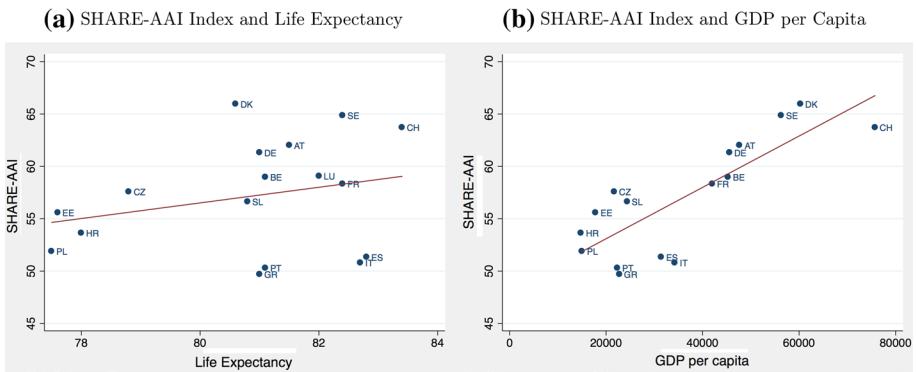 (a) SHARE-AAI Index and Life Expectancy
SHARE-AAI
70
65
60
55
50
45
DK
SE
CH
AT
DE
BE
LU
FR
CZ
SL
EE
HR
PL
ES
IT
PT
GR
78
80
82
84
Life Expectancy
(b) SHARE-AAI Index and GDP per Capita
SHARE-AAI
70
65
60
55
50
45
DK
SE
CH
AT
DE
BE
FR
CZ
SL
EE
HR
PL
ES
IT
PT
GR
0
20000
40000
60000
80000
GDP per capita